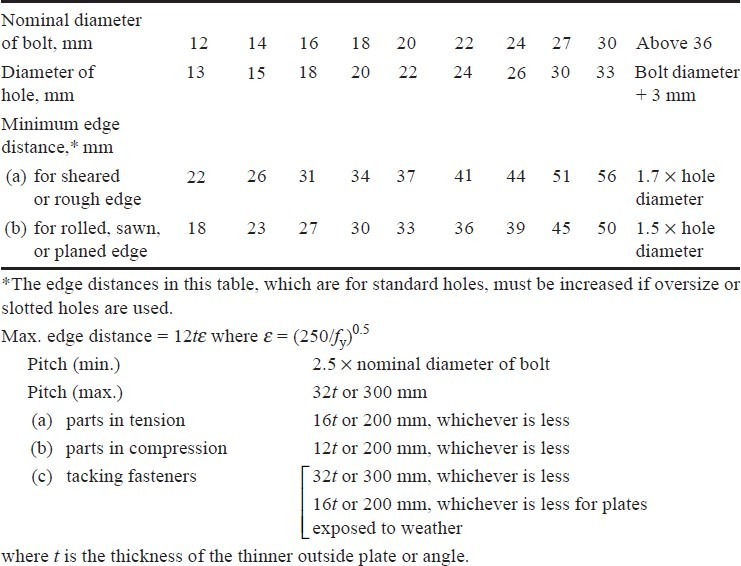 Nominal diameter
of bolt, mm 12 14 16 18 20 22 24 27 30 Above 36
Diameter of 13 15 18 20 22 24 26 30 33 Bolt diameter
hole, mm + 3 mm
Minimum edge
distance,* mm
(a) for sheared 22 26 31 34 37 41 44 51 56 1.7 × hole
or rough edge diameter
(b) for rolled, sawn, 18 23 27 30 33 36 39 45 50 1.5 × hole
or planed edge diameter
*The edge distances in this table, which are for standard holes, must be increased if oversize or
slotted holes are used.
Max. edge distance = 12tε where ε = (250/fy)0.5
Pitch (min.) 2.5 × nominal diameter of bolt
Pitch (max.) 32t or 300 mm
(a) parts in tension 16t or 200 mm, whichever is less
(b) parts in compression 12t or 200 mm, whichever is less
(c) tacking fasteners 32t or 300 mm, whichever is less
16t or 200 mm, whichever is less for plates
exposed to weather
where t is the thickness of the thinner outside plate or angle.